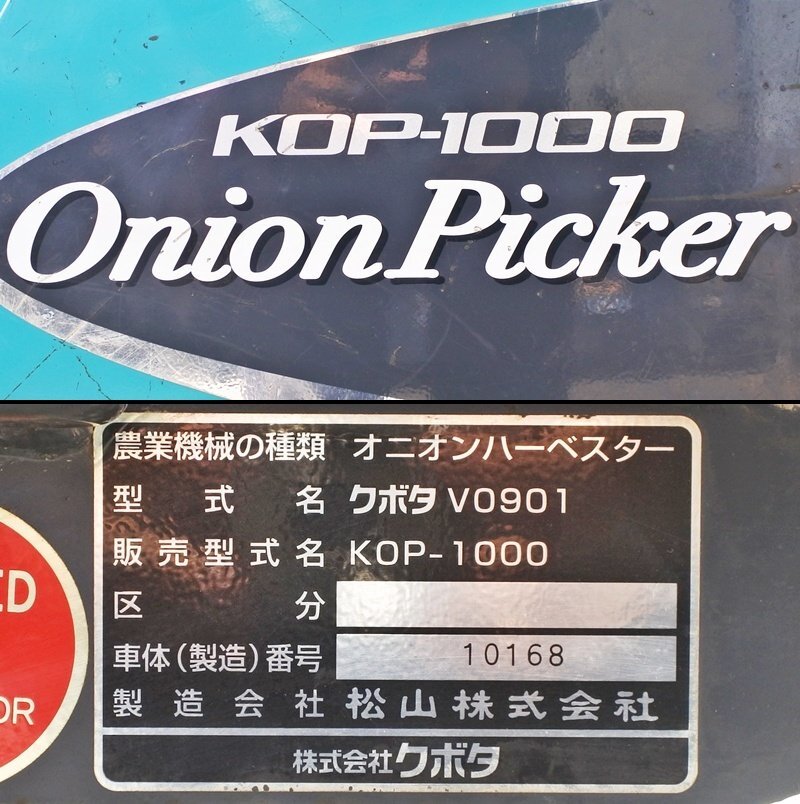 KOP-1000
Onion Picker
農業機械の種類 オニオンハーベスター
型式名 クボタ V0901
販売型式名 KOP-1000
区分
車体(製造)番号 10168
製造会社 松山株式会社
株式会社クボタ
ED
OR